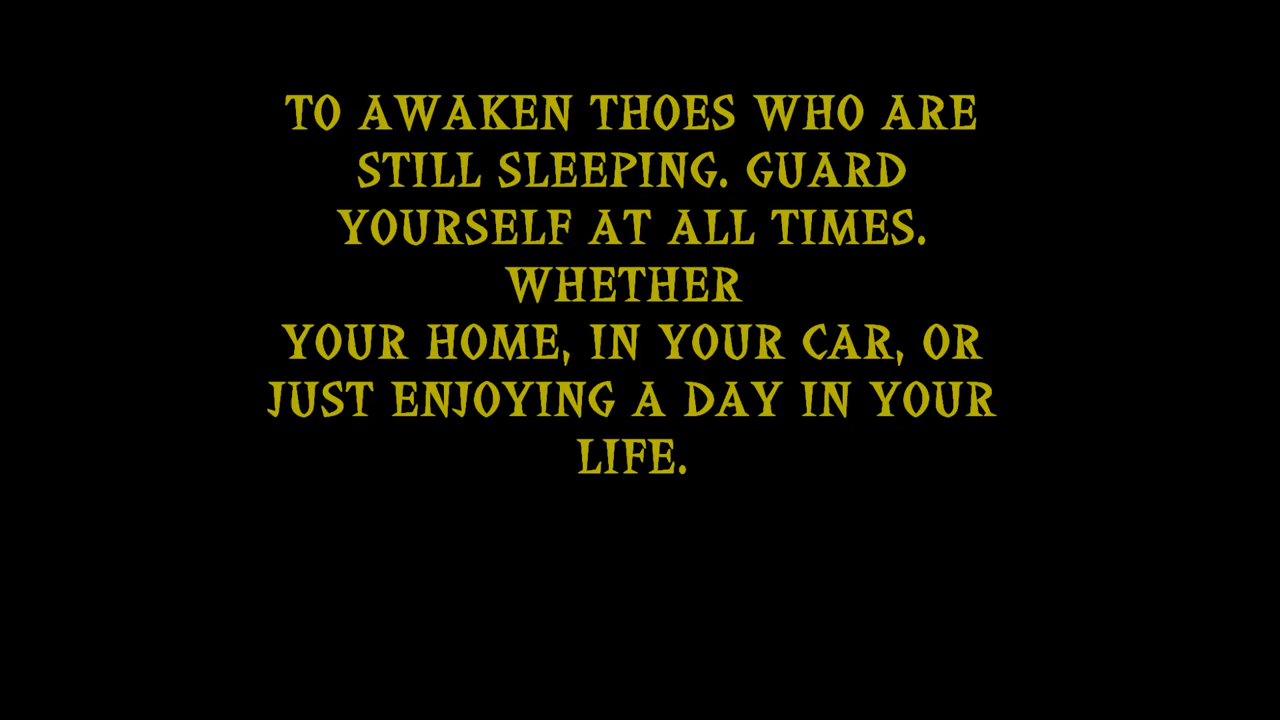 TO AWAKEN THOES WHO ARE
STILL SLEEPING. GUARD
YOURSELF AT ALL TIMES.
WHETHER
YOUR HOME, IN YOUR CAR, OR
JUST ENJOYING A DAY IN YOUR
LIFE.